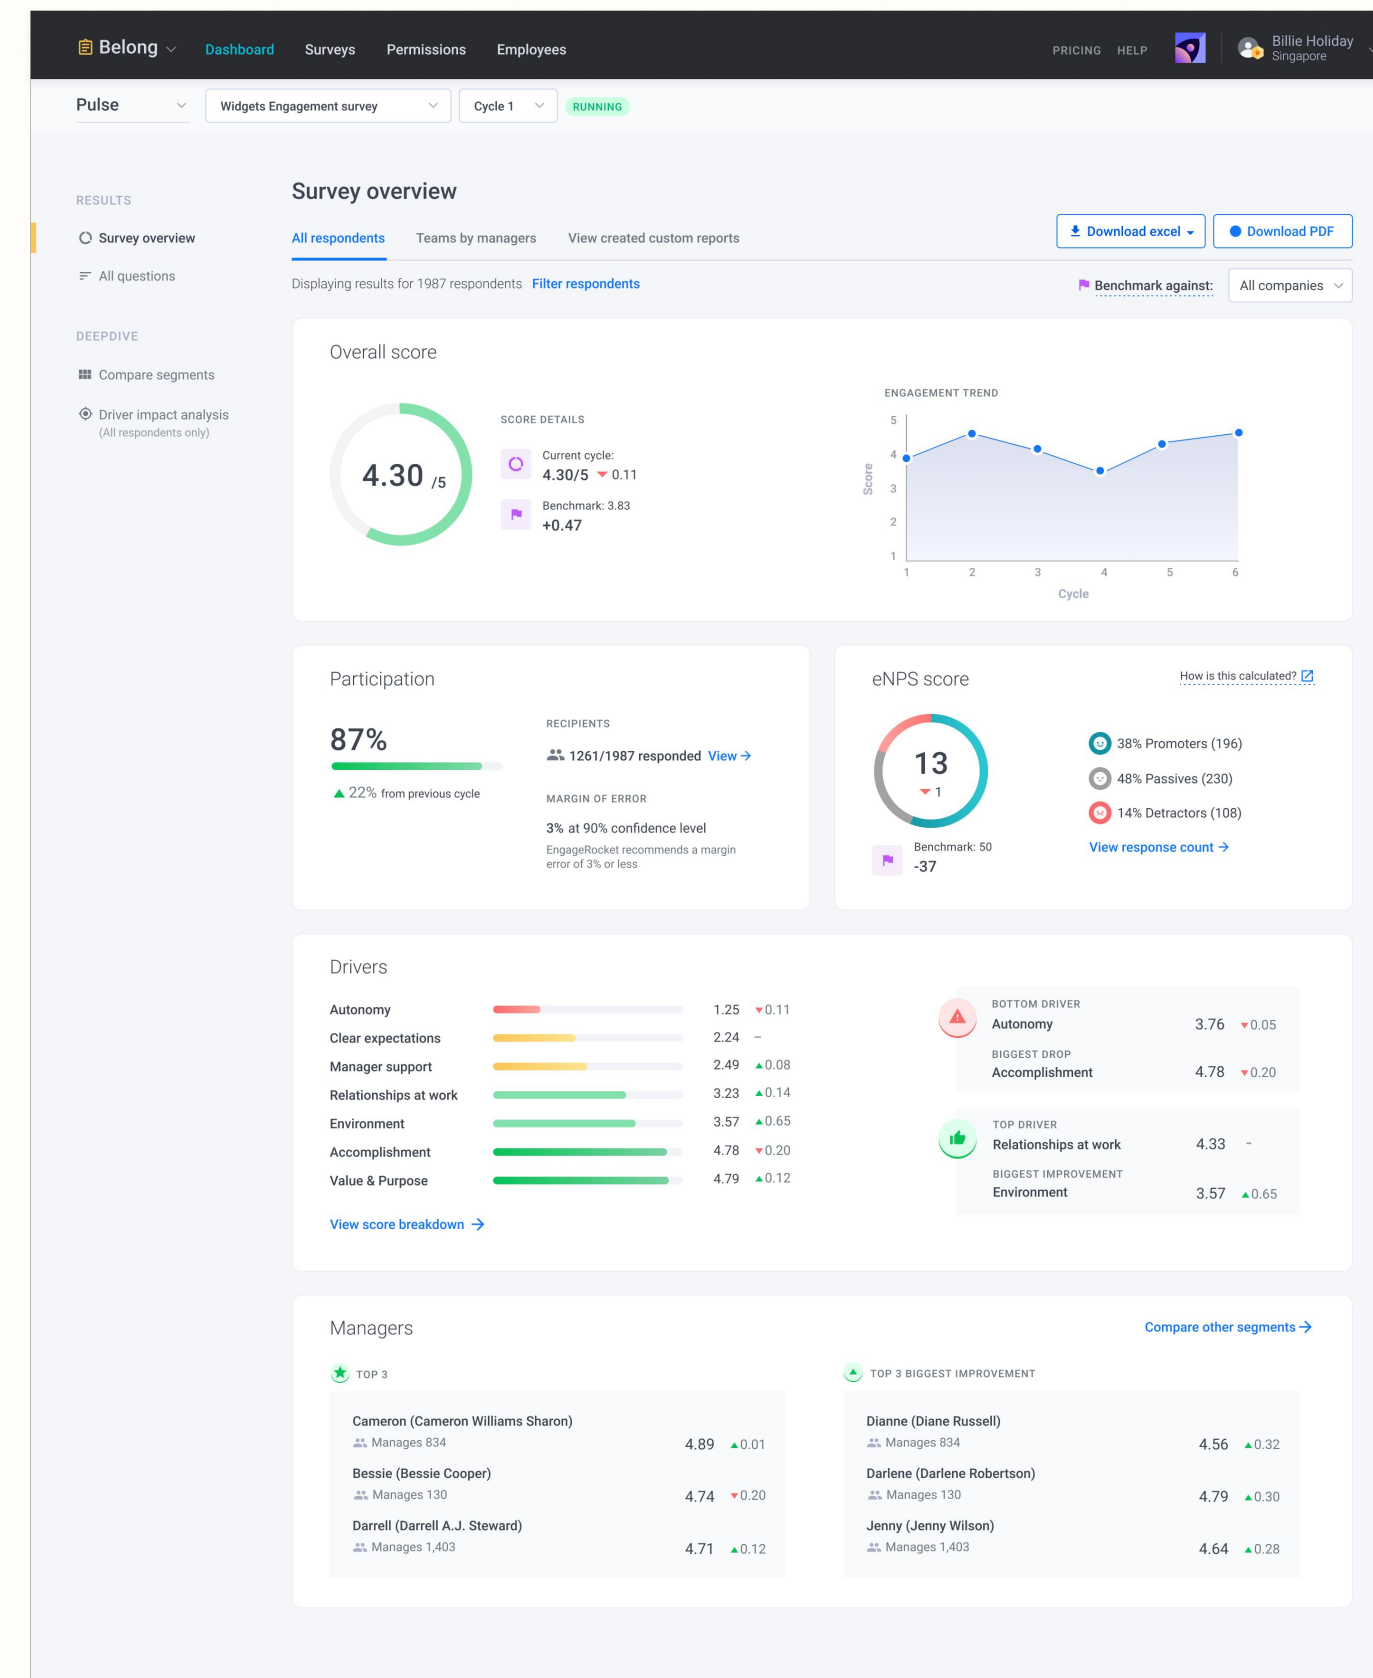 Belong Dashboard Surveys Permissions Employees PRICING HELP Billie Holiday
Singapore
Pulse Widgets Engagement survey Cycle 1 RUNNING
RESULTS
Survey overview
All questions
DEEPDIVE
Compare segments
Driver impact analysis
(All respondents only)
Survey overview
All respondents Teams by managers View created custom reports
Download excel Download PDF
Displaying results for 1987 respondents Filter respondents
Benchmark against: All companies
Overall score
4.30 /5
SCORE DETAILS
Current cycle:
4.30/5 ▼ 0.11
Benchmark: 3.83
+0.47
ENGAGEMENT TREND
Score
5
4
3
2
1
1 2 3 4 5 6
Cycle
Participation
87%
▲ 22% from previous cycle
RECIPIENTS
1261/1987 responded View →
MARGIN OF ERROR
3% at 90% confidence level
EngageRocket recommends a margin
error of 3% or less
eNPS score
How is this calculated?
13
▼ 1
Benchmark: 50
-37
38% Promoters (196)
48% Passives (230)
14% Detractors (108)
View response count →
Drivers
Autonomy 1.25 ▼0.11
Clear expectations 2.24 –
Manager support 2.49 ▲0.08
Relationships at work 3.23 ▲0.14
Environment 3.57 ▲0.65
Accomplishment 4.78 ▼0.20
Value & Purpose 4.79 ▲0.12
View score breakdown →
BOTTOM DRIVER
Autonomy 3.76 ▼0.05
BIGGEST DROP
Accomplishment 4.78 ▼0.20
TOP DRIVER
Relationships at work 4.33 -
BIGGEST IMPROVEMENT
Environment 3.57 ▲0.65
Managers
Compare other segments →
TOP 3
Cameron (Cameron Williams Sharon)
Manages 834 4.89 ▲0.01
Bessie (Bessie Cooper)
Manages 130 4.74 ▼0.20
Darrell (Darrell A.J. Steward)
Manages 1,403 4.71 ▲0.12
TOP 3 BIGGEST IMPROVEMENT
Dianne (Diane Russell)
Manages 834 4.56 ▲0.32
Darlene (Darlene Robertson)
Manages 130 4.79 ▲0.30
Jenny (Jenny Wilson)
Manages 1,403 4.64 ▲0.28